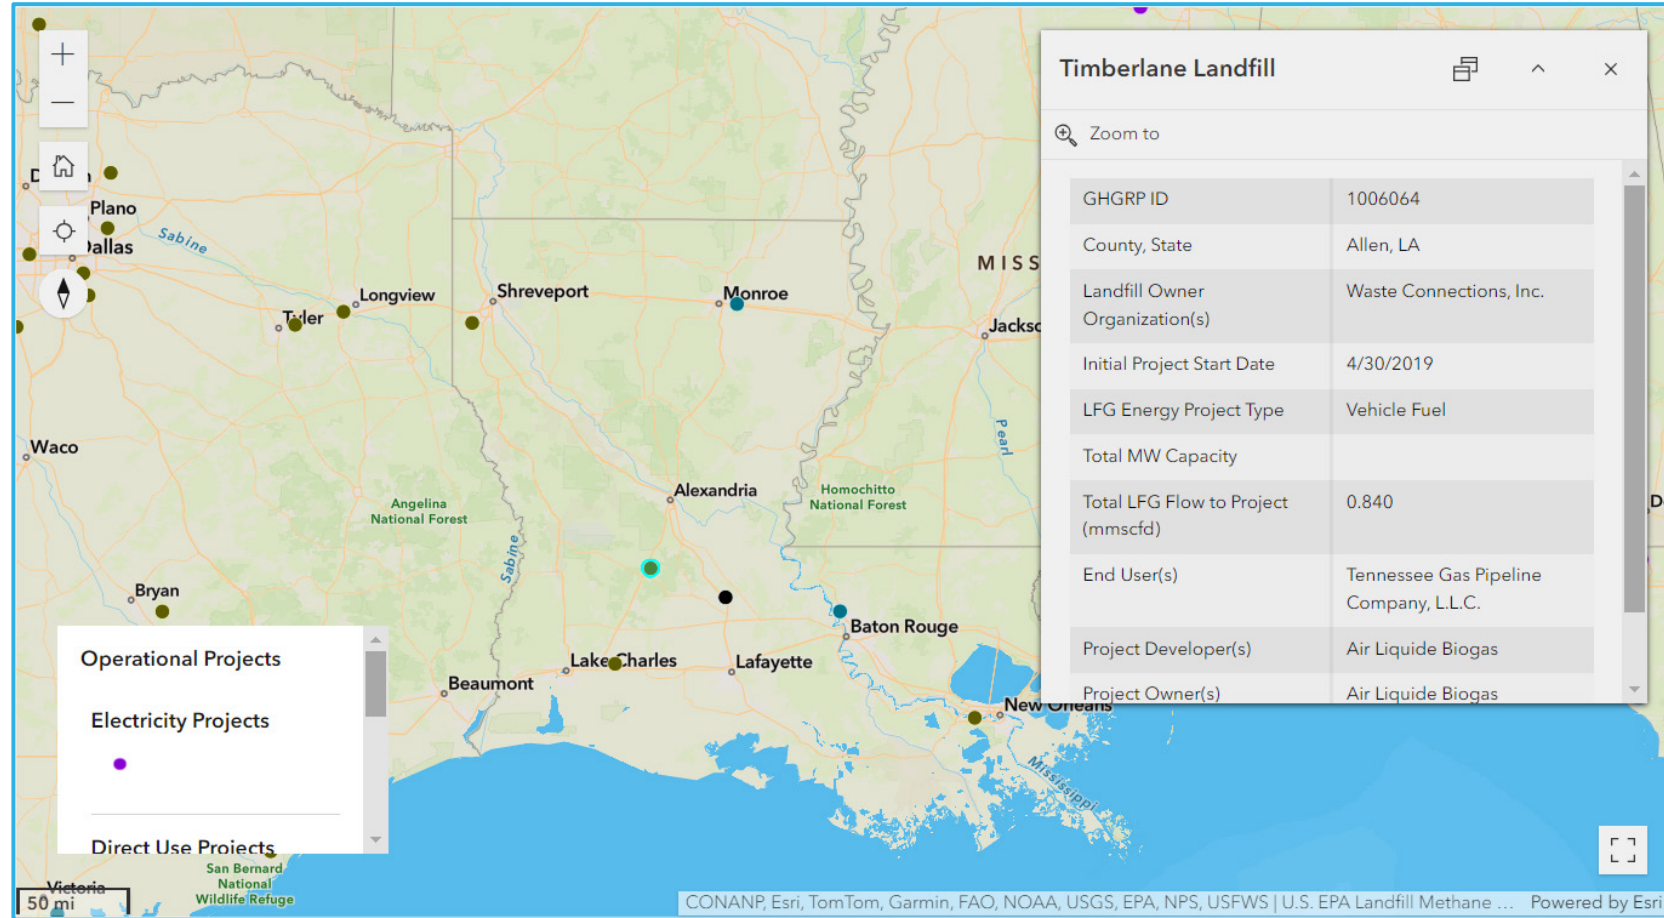 Plano
Dallas
Sabine
Longview
Tyler
Shreveport
Monroe
MISS
Jackso
Waco
Pearl
Alexandria
Angelina
National Forest
Homochitto
National Forest
Sabine
Bryan
Baton Rouge
Lake Charles
Lafayette
Beaumont
New Orleans
Mississippi
San Bernard
National
Wildlife Refuge
Victoria
50 mi
Operational Projects
Electricity Projects
Direct Use Projects
Timberlane Landfill
Zoom to
GHGRP ID 1006064
County, State Allen, LA
Landfill Owner Waste Connections, Inc.
Organization(s)
Initial Project Start Date 4/30/2019
LFG Energy Project Type Vehicle Fuel
Total MW Capacity
Total LFG Flow to Project 0.840
(mmscfd)
End User(s) Tennessee Gas Pipeline
Company, L.L.C.
Project Developer(s) Air Liquide Biogas
Project Owner(s) Air Liquide Biogas
CONANP, Esri, TomTom, Garmin, FAO, NOAA, USGS, EPA, NPS, USFWS | U.S. EPA Landfill Methane ... Powered by Esri